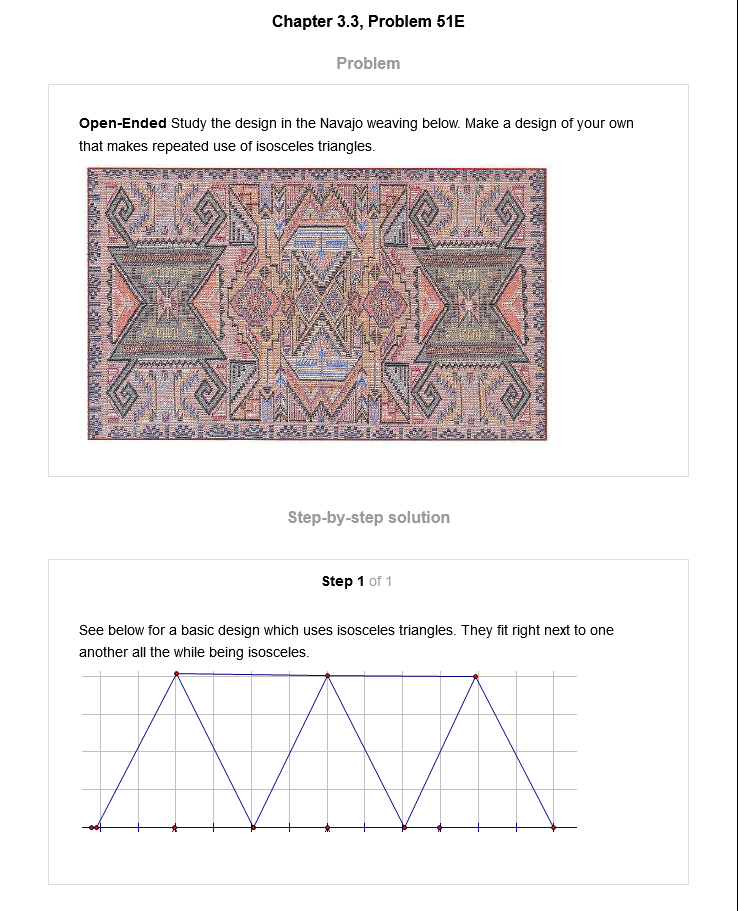 Chapter 3.3, Problem 51E
Problem
Open-Ended Study the design in the Navajo weaving below. Make a design of your own
that makes repeated use of isosceles triangles.
Step-by-step solution
Step 1 of 1
See below for a basic design which uses isosceles triangles. They fit right next to one
another all the while being isosceles.